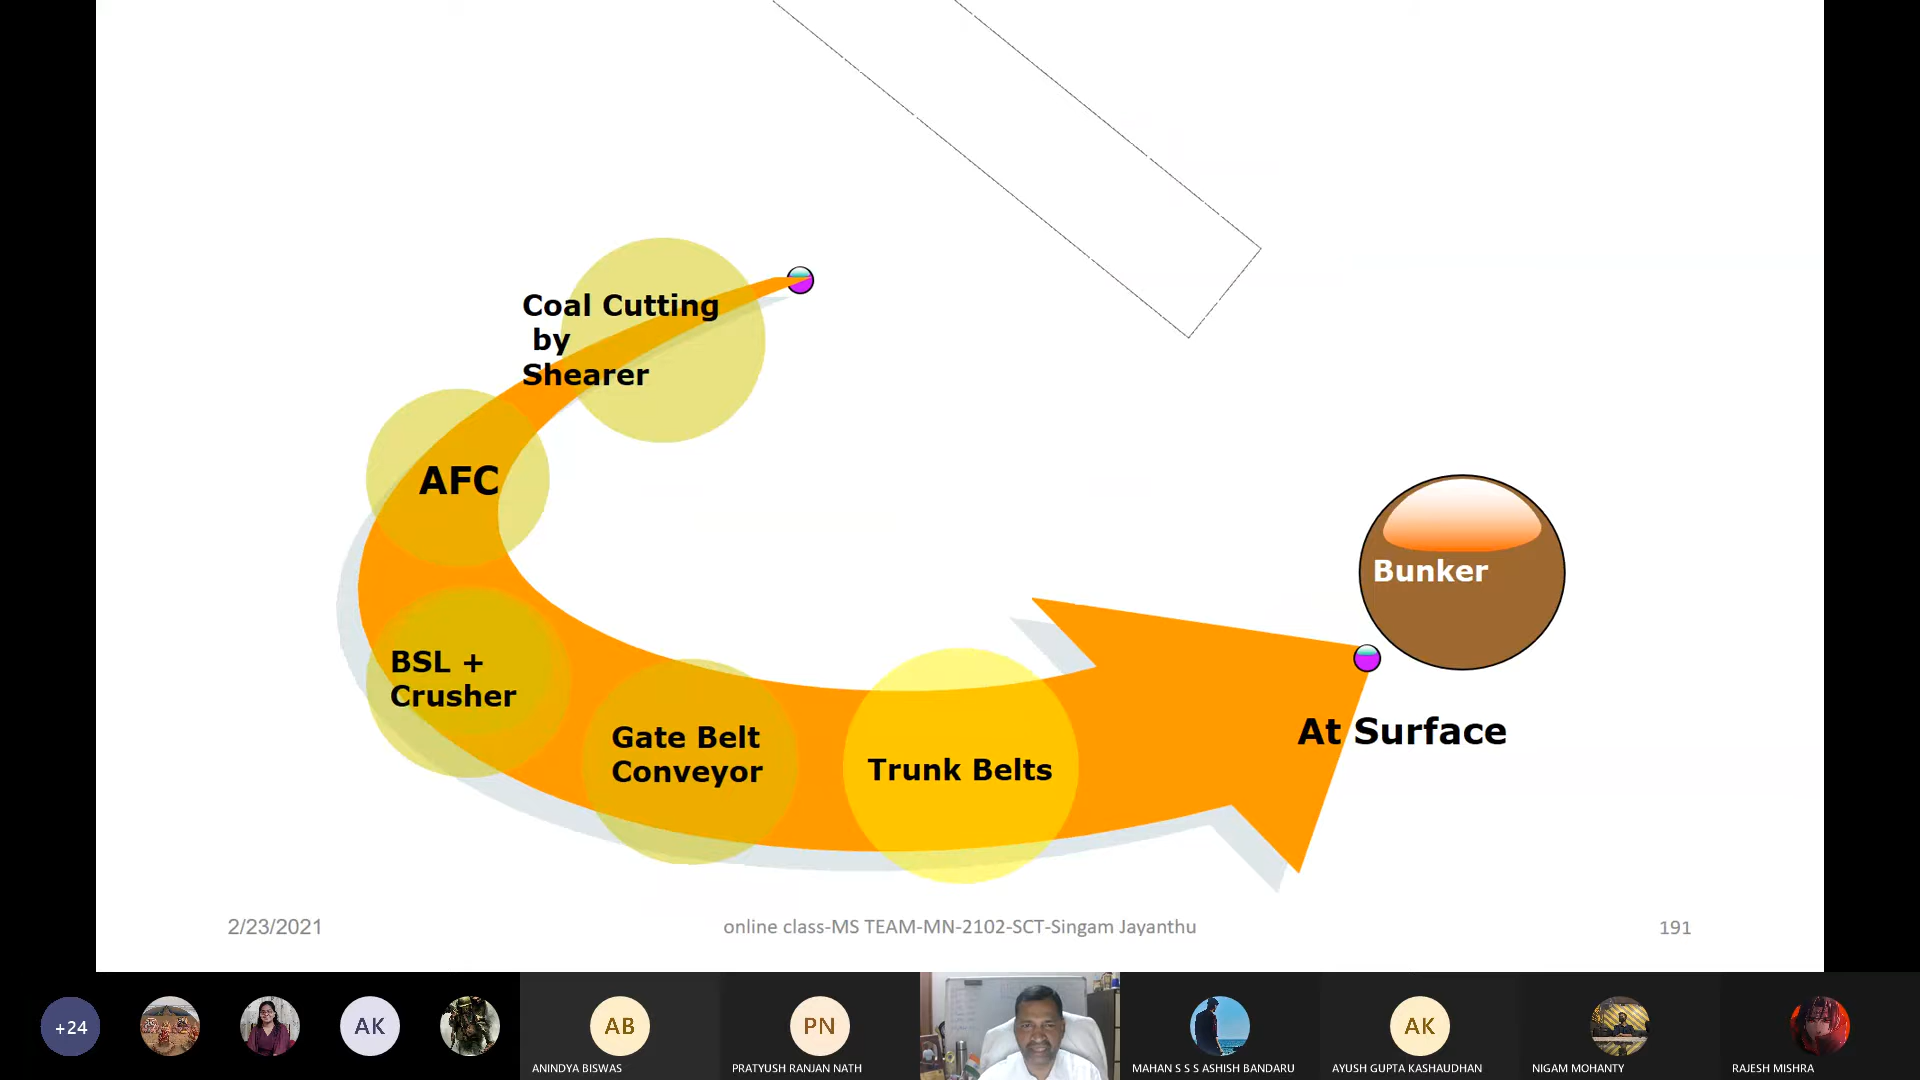 Coal Cutting
by
Shearer
AFC
BSL +
Crusher
Gate Belt
Conveyor
Trunk Belts
Bunker
At Surface
2/23/2021
online class-MS TEAM-MN-2102-SCT-Singam Jayanthu
191
+24
AK
AB
PN
AK
ANINDYA BISWAS
PRATYUSH RANJAN NATH
MAHAN S S S ASHISH BANDARU
AYUSH GUPTA KASHAUDHAN
NIGAM MOHANTY
RAJESH MISHRA